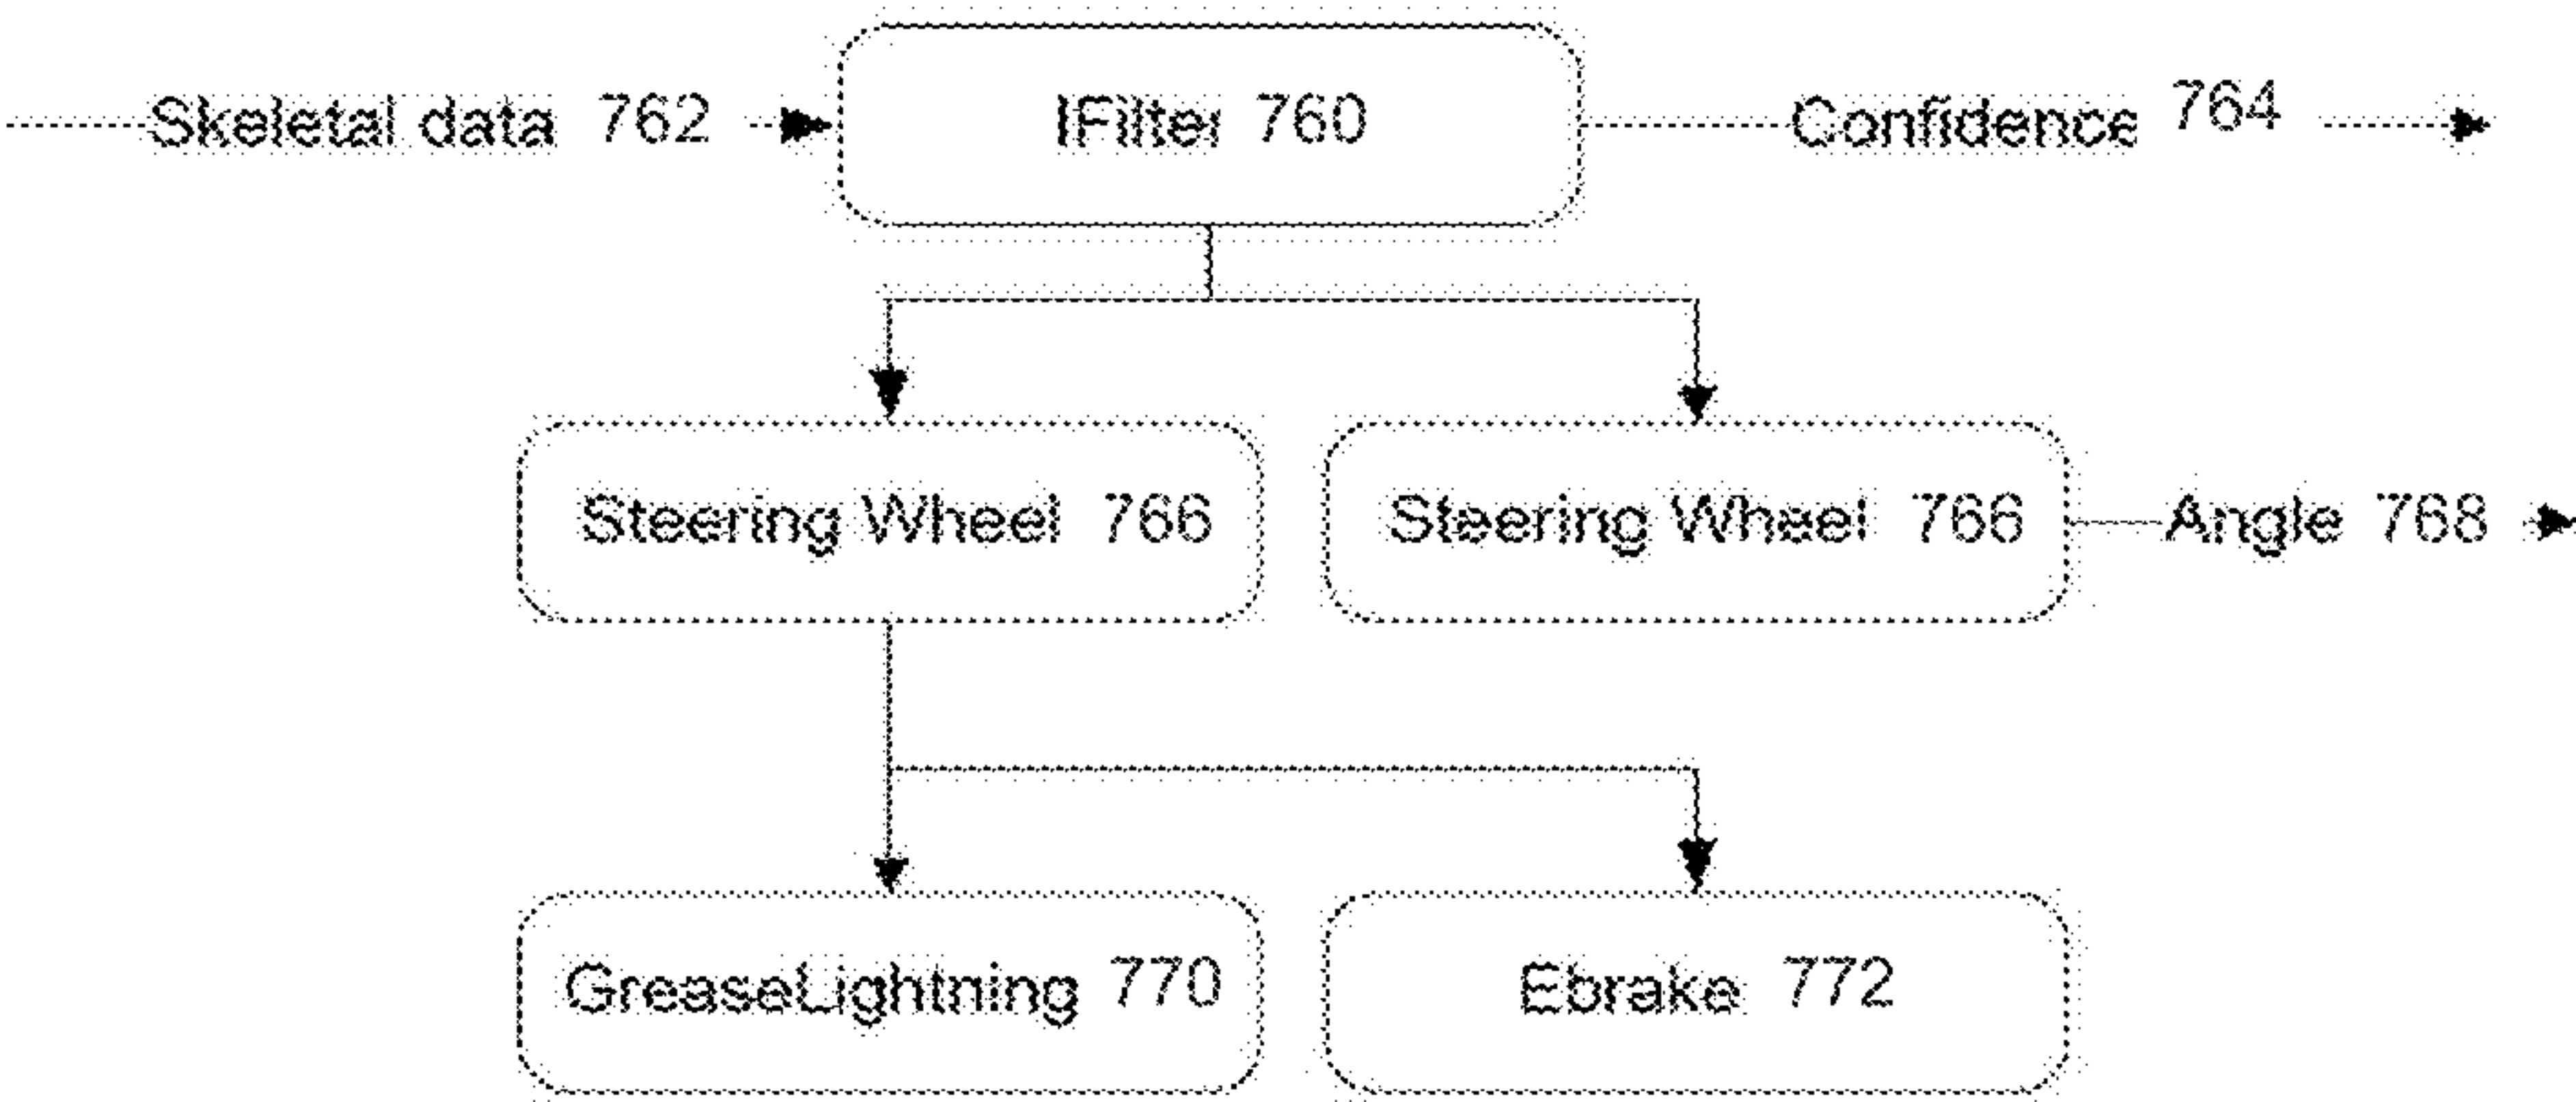 Skeletal data 762
IFilter 760
Confidence 764
Steering Wheel 766
Steering Wheel 766
Angle 768
GreaseLightning 770
Ebrake 772